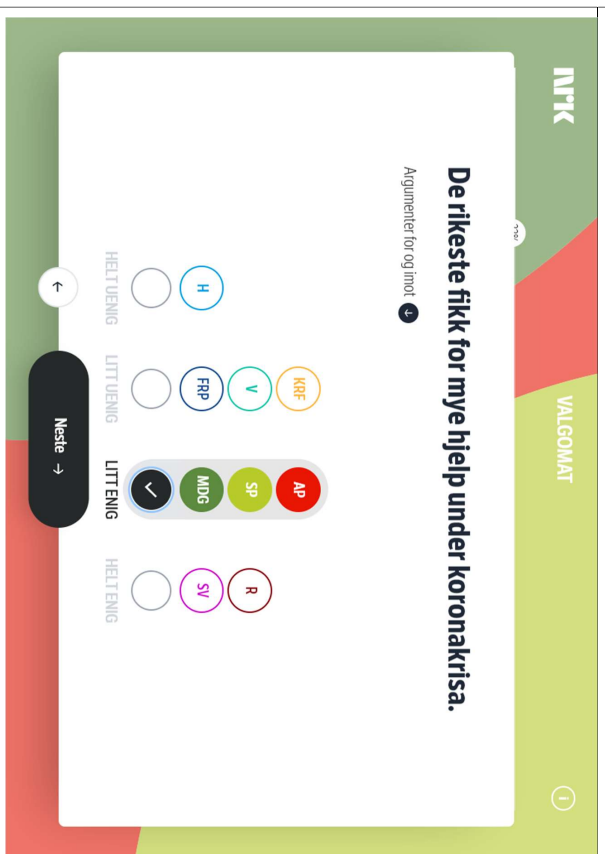 NRK
VALGOMAT
i
De rikeste fikk for mye hjelp under koronakrisa.
Argumenter for og imot ↓
KRF
AP
V
SP
R
H
FRP
MDG
SV
HELT UENIG
LITT UENIG
LITT ENIG
HELT ENIG
←
Neste →